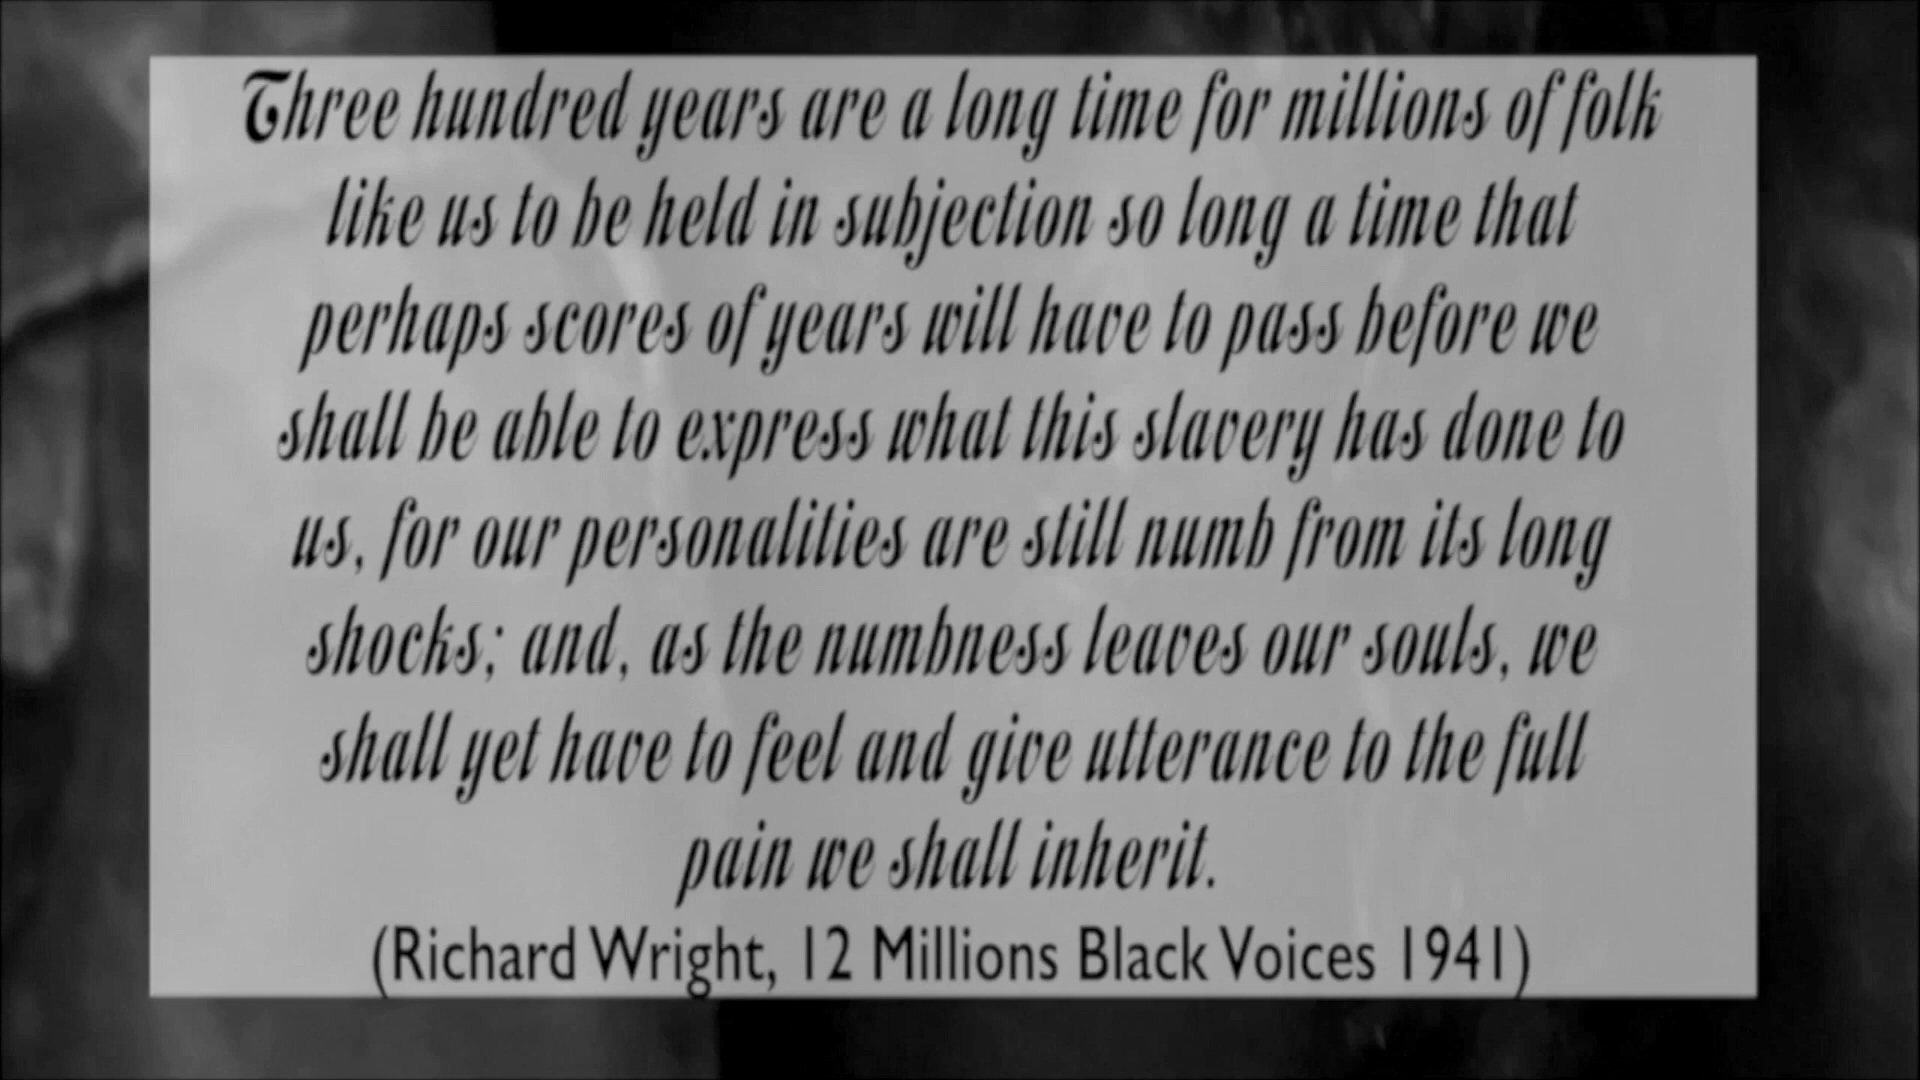 Three hundred years are a long time for millions of folk
like us to be held in subjection so long a time that
perhaps scores of years will have to pass before we
shall be able to express what this slavery has done to
us, for our personalities are still numb from its long
shocks; and, as the numbness leaves our souls, we
shall yet have to feel and give utterance to the full
pain we shall inherit.
(Richard Wright, 12 Millions Black Voices 1941)